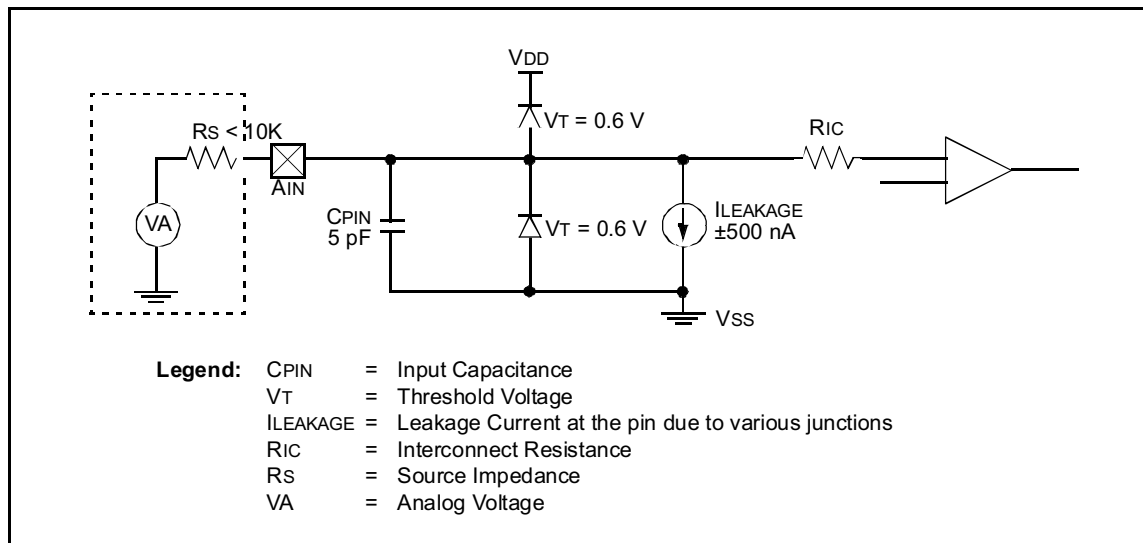 VDD
VT = 0.6 V
RS < 10K
RIC
AIN
VA
CPIN
5 pF
VT = 0.6 V
ILEAKAGE
±500 nA
VSS
Legend: CPIN = Input Capacitance
VT = Threshold Voltage
ILEAKAGE = Leakage Current at the pin due to various junctions
RIC = Interconnect Resistance
RS = Source Impedance
VA = Analog Voltage